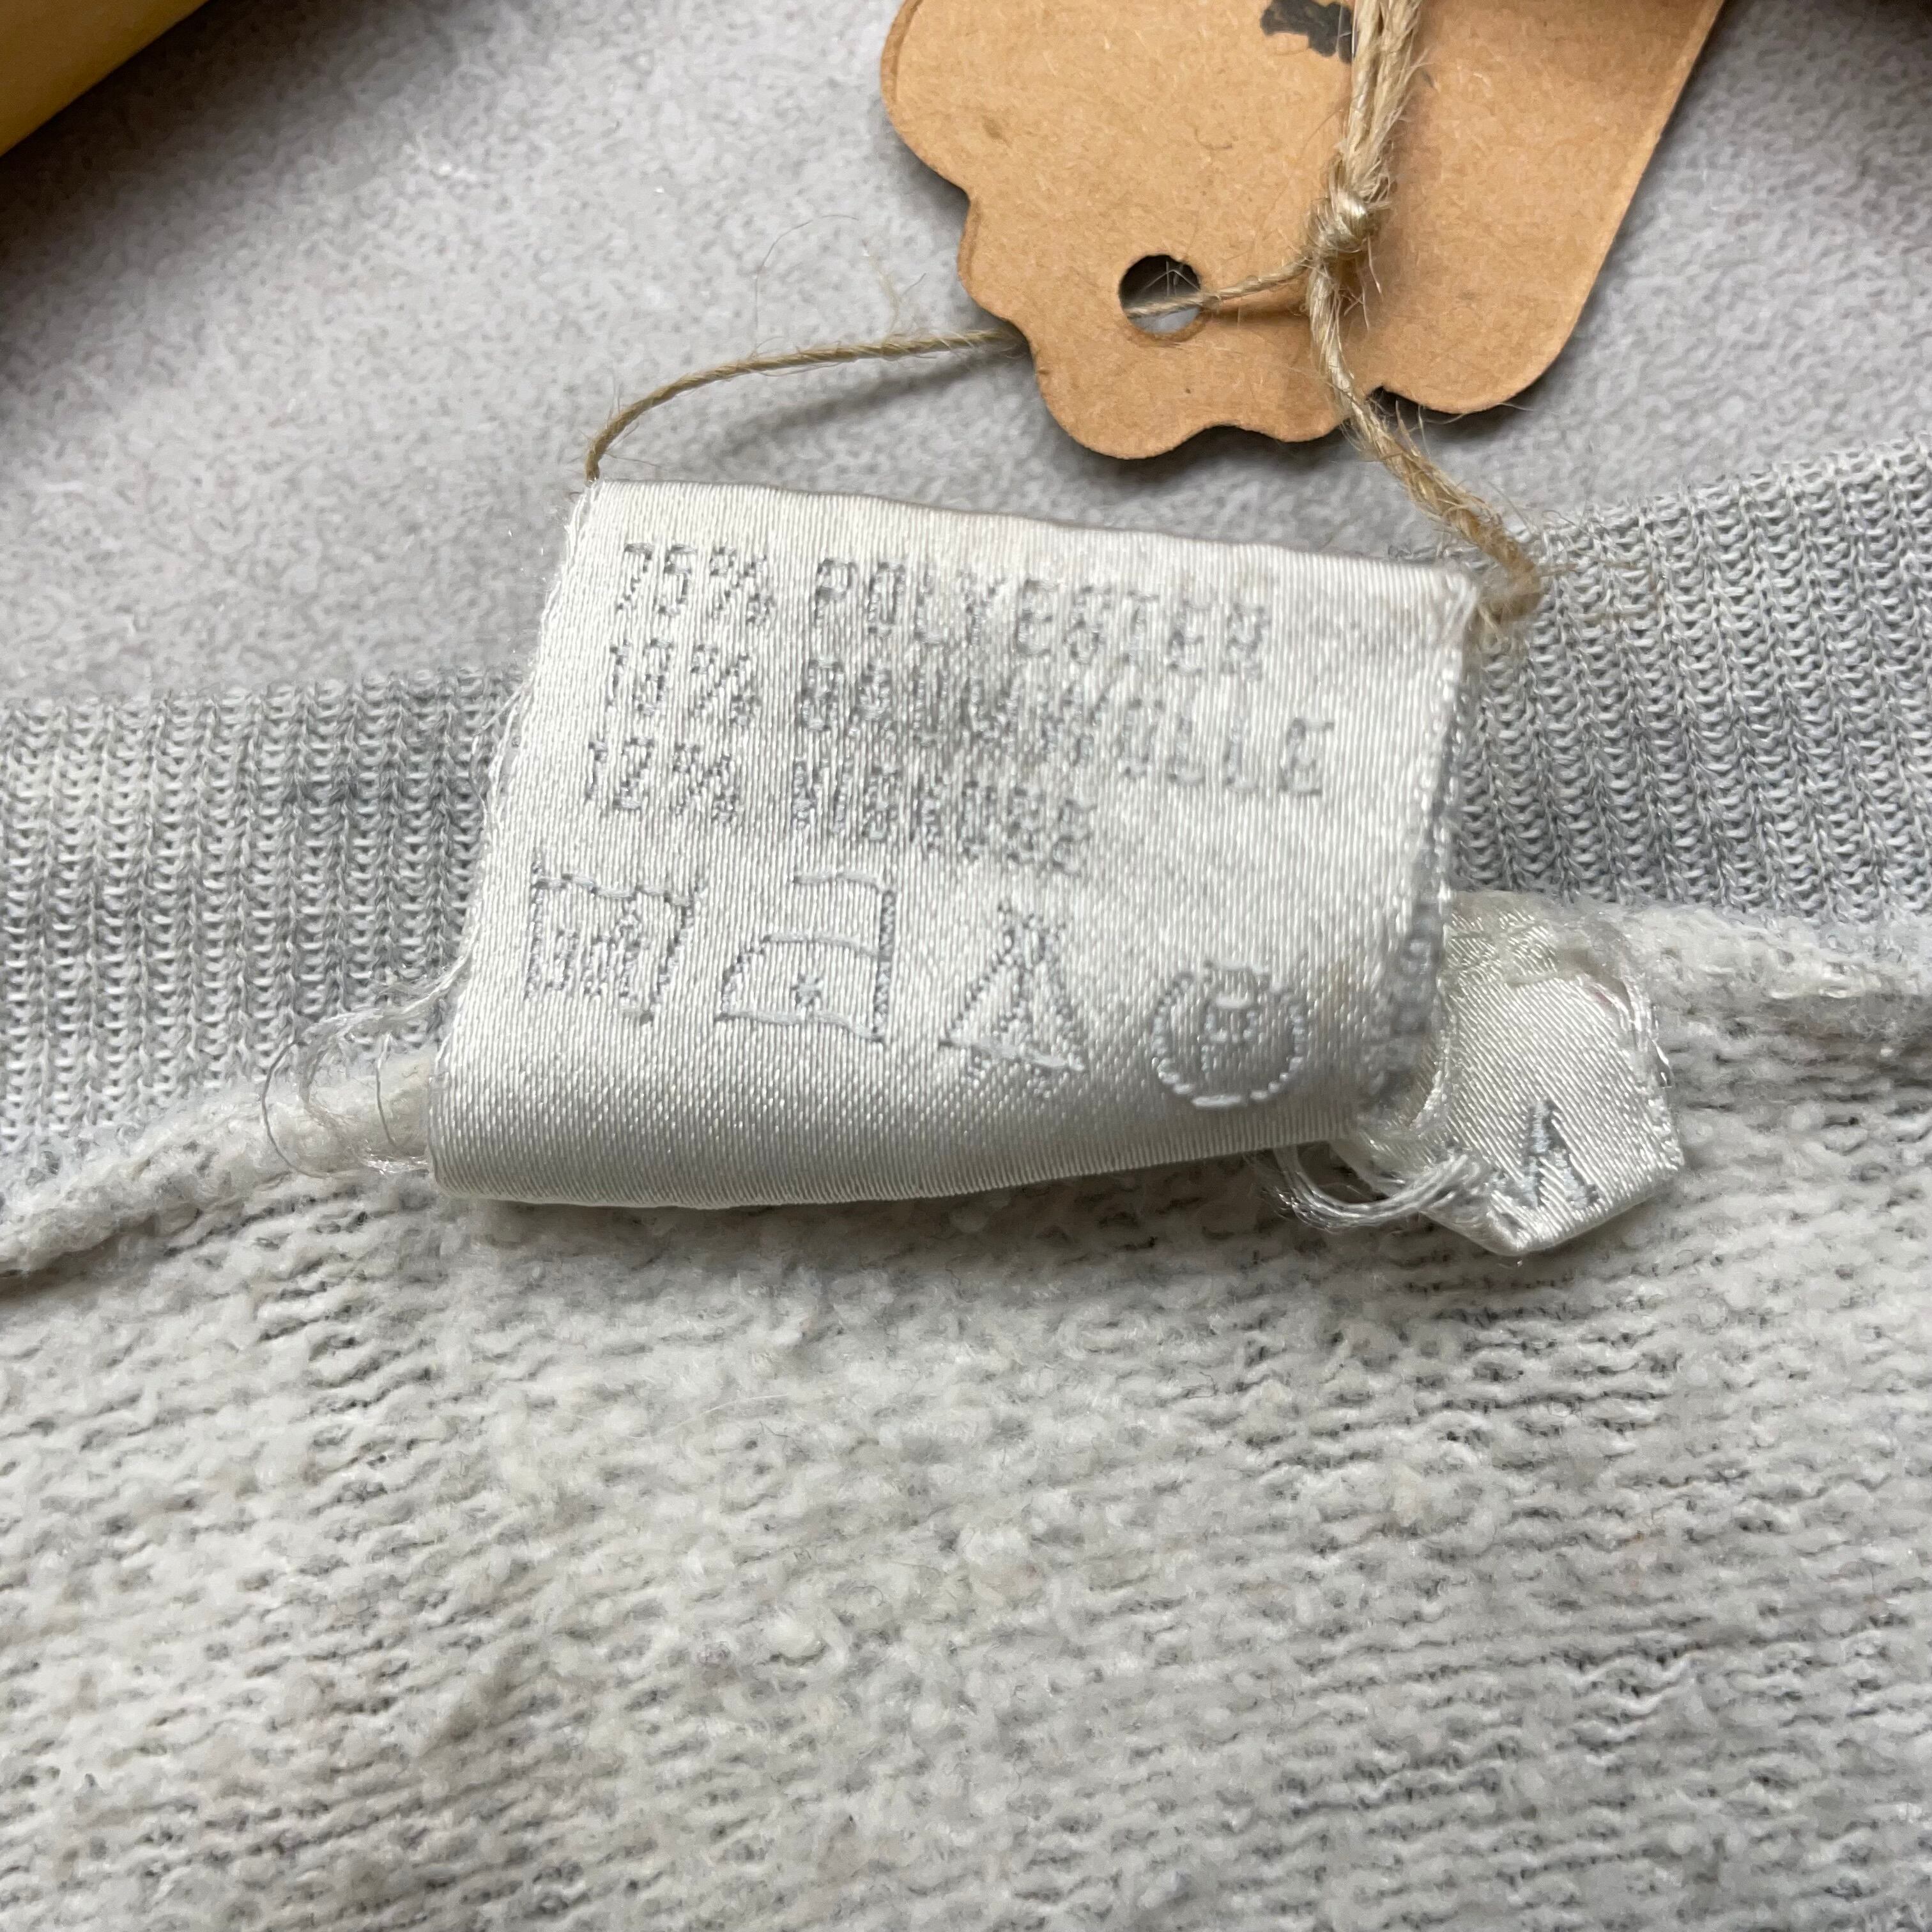 75% POLYESTER
13% BAUMWOLLE
12% VISKOSE